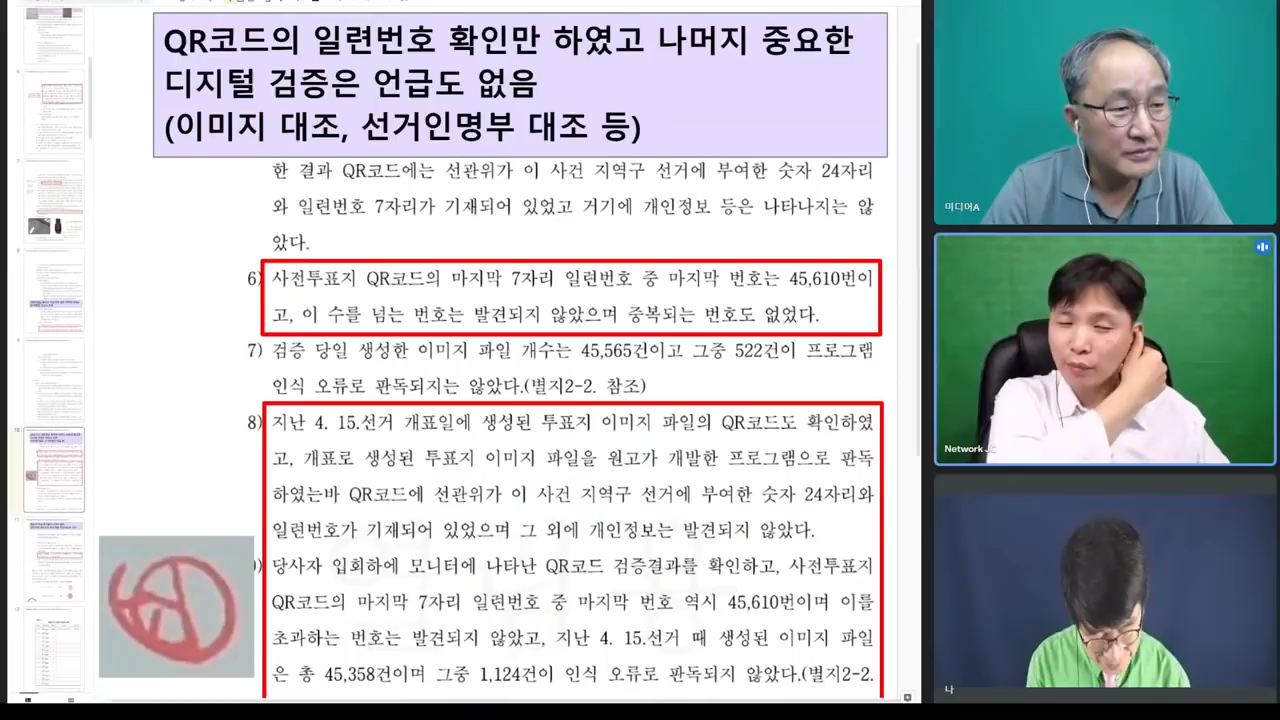 QR코드의 일련번호 확인만 하였고 나머지 중요한
디지털 검증은 언급도 없음
(이미지 대조, 선거인명부 대조 등)
한 결과 QR코드에는 선관위가 이 사건 지역구 선거에 부여한 숫자 24자리
와 일련번호 7자리가 기재되어 있었고 거기에 개인정보 등은 나타나지는 않
았다.
6) 사전투표지 QR코드의 마지막 7자리 일련번호 중 마지막 번호는 45,610번이
고, 이 수를 넘는 번호는 발견되지 않았으며 중복되는 번호도 없었다.
7) 검증 당일 생성한 이미지 파일 개수는 45,565건이고 그중 건이 프로그램
인식 오류로 판독되지는 않았다.(별지2-2. 참조)
8) 지난 4. 15.선거 개표일에 생성된 투표지 이미지 파일의 QR코드도 확인하였
고, 생성된 투표지 이미지 파일을 원고가 개발한 프로그램으로 판독
하였는바 QR코드에 선관위가 이 사건 지역구 선거에 부여한 숫자 24자리와
일련번호가 기재되어 있었고 그 외 개인정보는 발견되지 않았다.
) 당사자 입회하에 모니터에 나타난 QR코드 검증결과를 확인하고, 사전투표지
QR코드의 마지막 7자리 일련번호 중 마지막 번호 역시 45,610번이며 이를
초과하는 번호는 발견되지 않았고, 지난 4. 15.선거 때 생성된 이미지 파일
은 총 45,358건이며 그중 1,124건이 인식 오류로 판독되지 않았다.(별지2-2.
미디어A
Network
나